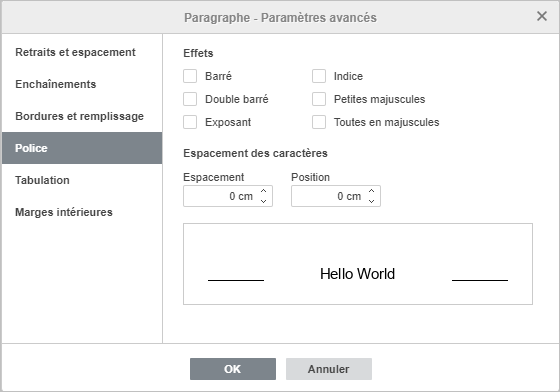 Paragraphe - Paramètres avancés
Retraits et espacement
Enchaînements
Bordures et remplissage
Police
Tabulation
Marges intérieures
Effets
Barré
Indice
Double barré
Petites majuscules
Exposant
Toutes en majuscules
Espacement des caractères
Espacement
Position
0 cm
0 cm
Hello World
OK
Annuler